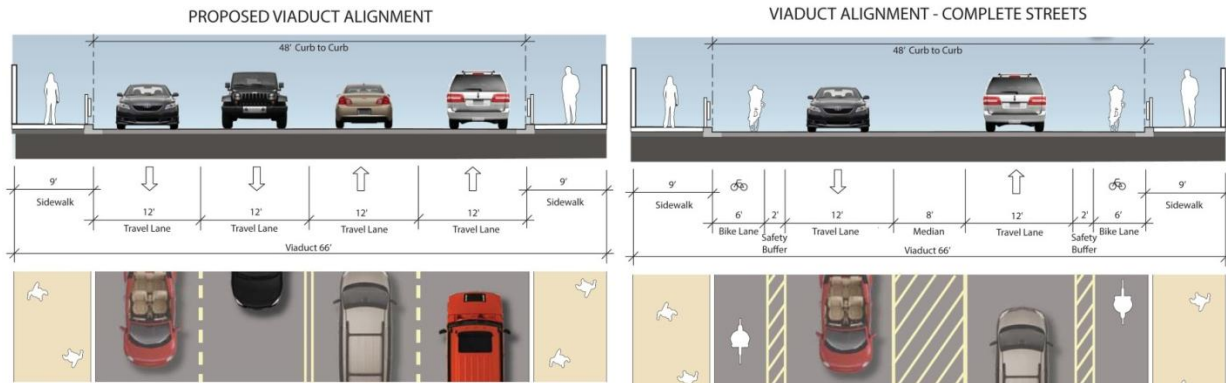 PROPOSED VIADUCT ALIGNMENT
48' Curb to Curb
9'
Sidewalk
12'
Travel Lane
12'
Travel Lane
12'
Travel Lane
12'
Travel Lane
9'
Sidewalk
Viaduct 66'
VIADUCT ALIGNMENT - COMPLETE STREETS
48' Curb to Curb
9'
Sidewalk
6'
Bike Lane
2'
Safety
Buffer
12'
Travel Lane
8'
Median
12'
Travel Lane
2'
Safety
Buffer
6'
Bike Lane
9'
Sidewalk
Viaduct 66'